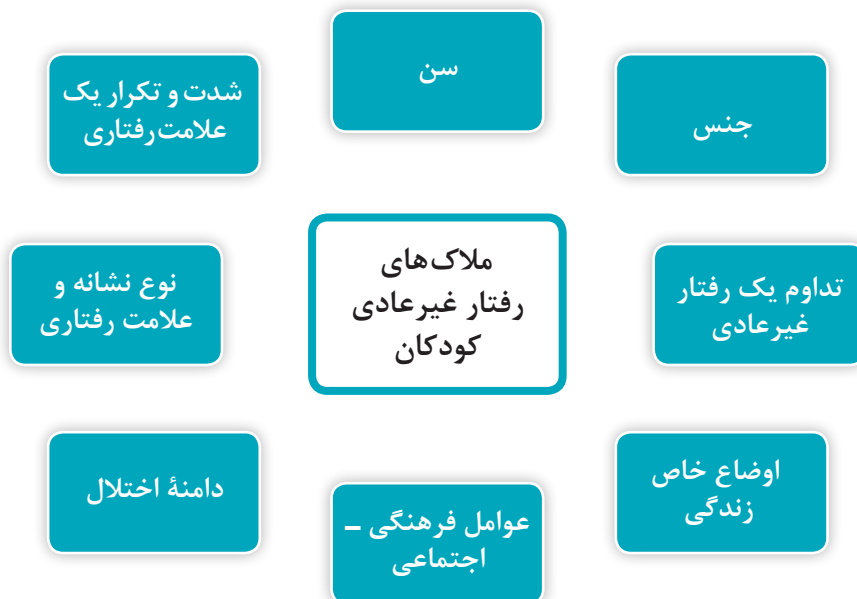 ملاک‌های
رفتار غیرعادی
کودکان
سن
جنس
تداوم یک رفتار
غیرعادی
اوضاع خاص
زندگی
عوامل فرهنگی ـ
اجتماعی
دامنهٔ اختلال
نوع نشانه و
علامت رفتاری
شدت و تکرار یک
علامت‌رفتاری